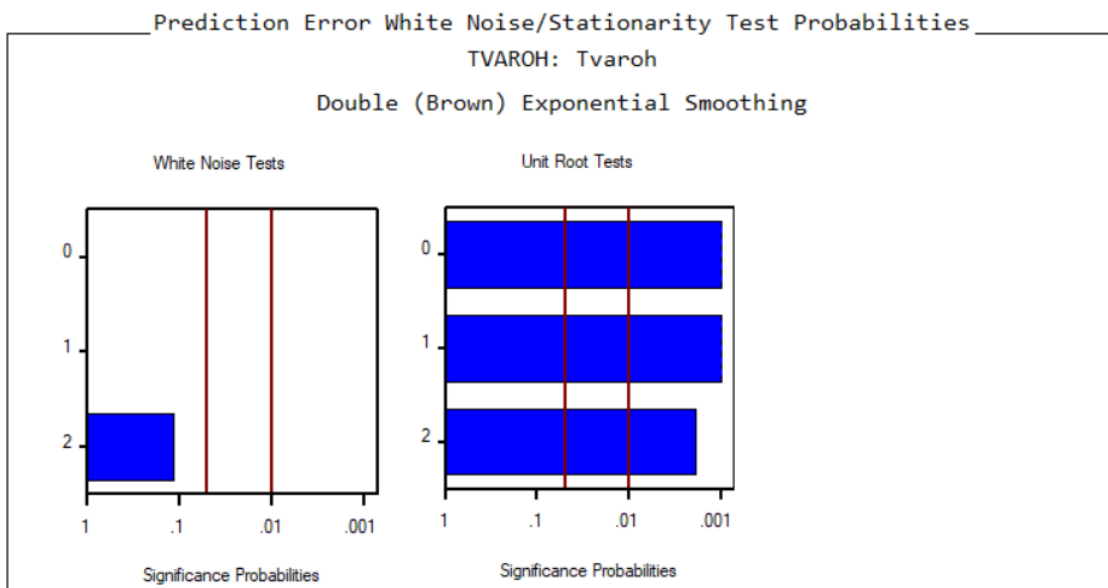 Prediction Error White Noise/Stationarity Test Probabilities
TVAROH: Tvaroh
Double (Brown) Exponential Smoothing
White Noise Tests
0
1
2
1 .1 .01 .001
Significance Probabilities
Unit Root Tests
0
1
2
1 .1 .01 .001
Significance Probabilities